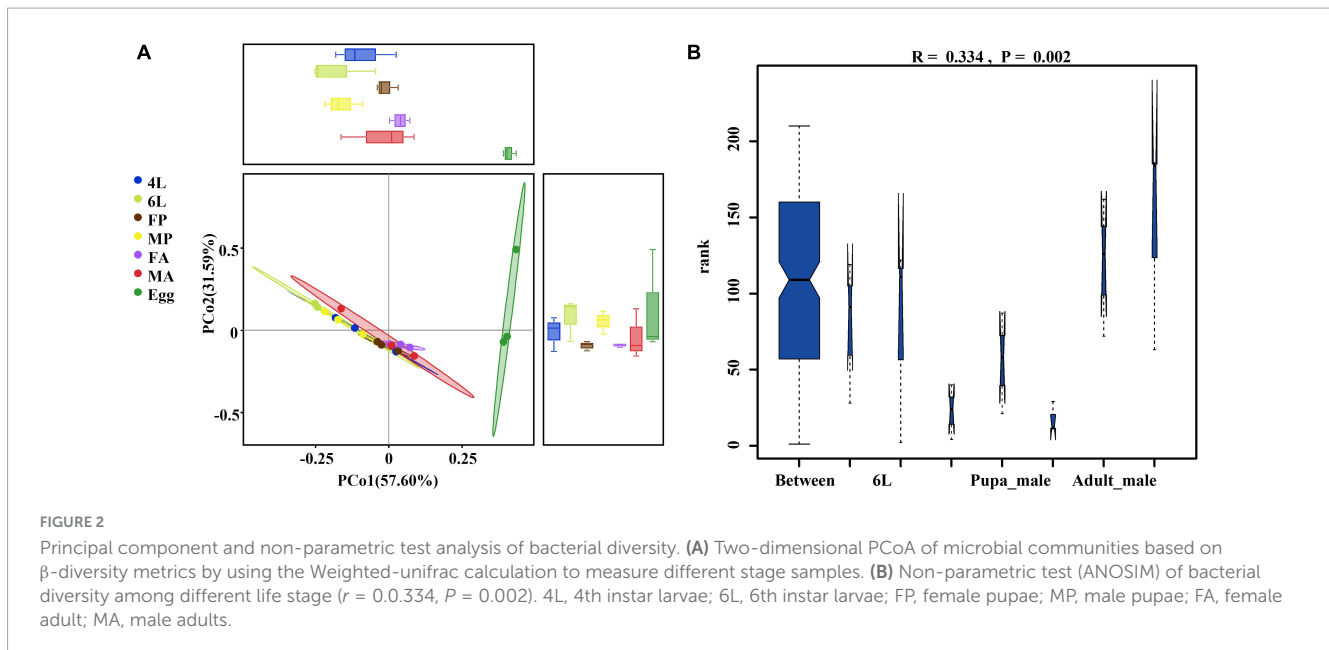 A
4L
6L
FP
MP
FA
MA
Egg
PCo2(31.59%)
0.5
0
-0.5
-0.25
0
0.25
PCo1(57.60%)
B
R = 0.334 , P = 0.002
rank
200
150
100
50
0
Between
6L
Pupa_male
Adult_male
FIGURE 2
Principal component and non-parametric test analysis of bacterial diversity. (A) Two-dimensional PCoA of microbial communities based on
β-diversity metrics by using the Weighted-unifrac calculation to measure different stage samples. (B) Non-parametric test (ANOSIM) of bacterial
diversity among different life stage (r = 0.0.334, P = 0.002). 4L, 4th instar larvae; 6L, 6th instar larvae; FP, female pupae; MP, male pupae; FA, female
adult; MA, male adults.